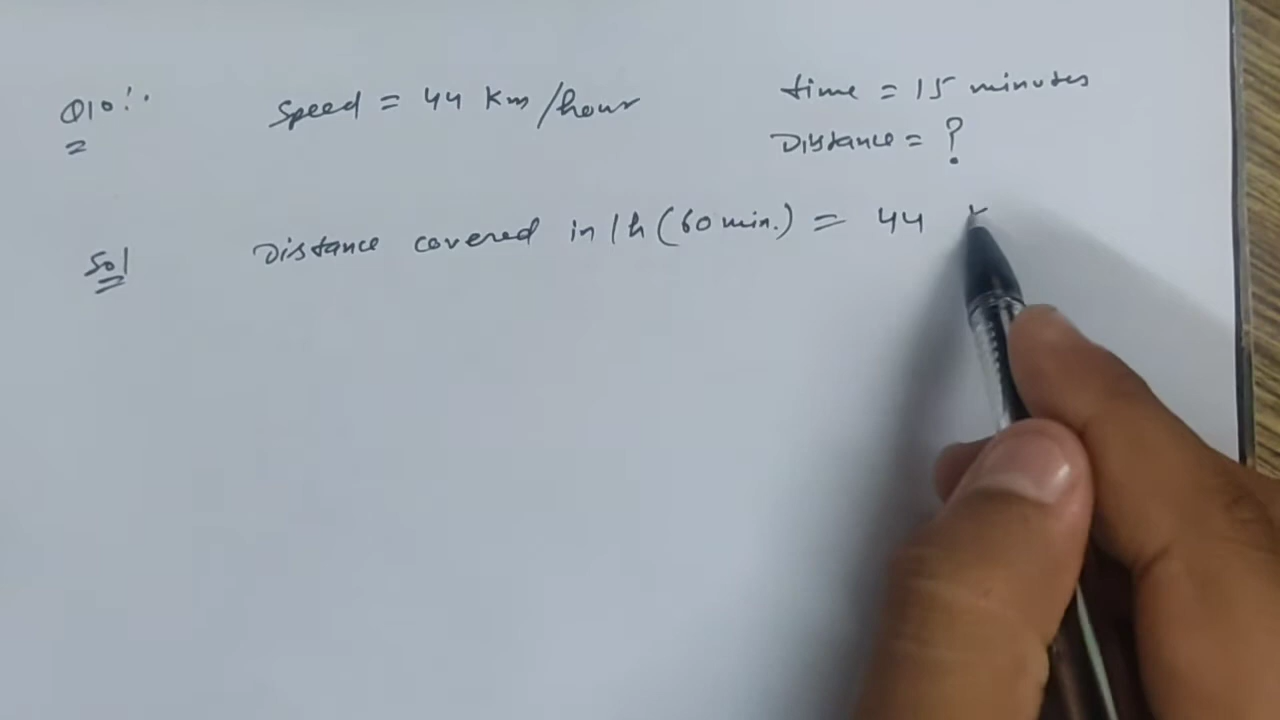 Q10:. Speed = 44 Km/hour time = 15 minutes
Distance = ?
Sol Distance covered in 1h (60 min.) = 44